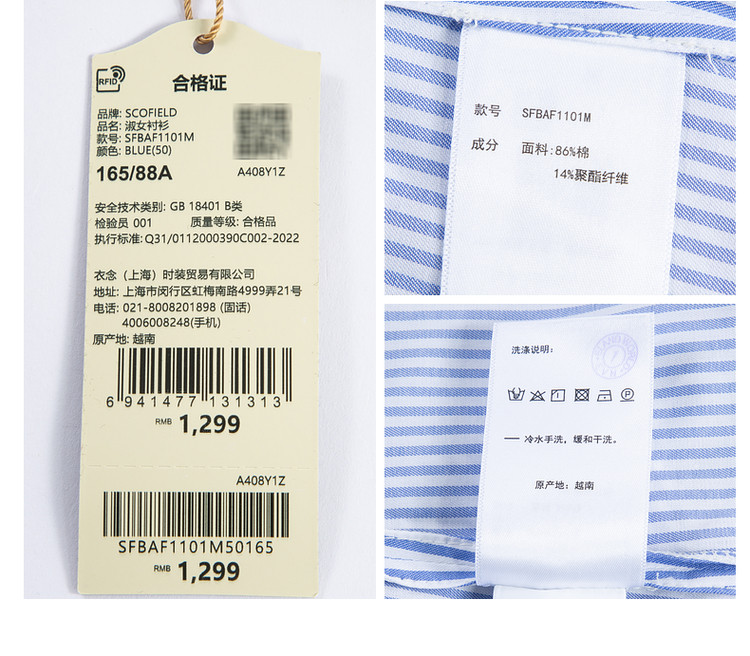 RFID
合格证
品牌: SCOFIELD
品名: 淑女衬衫
款号: SFBAF1101M
颜色: BLUE(50)
165/88A
A408Y1Z
安全技术类别: GB 18401 B类
检验员 001 质量等级: 合格品
执行标准: Q31/0112000390C002-2022
衣念（上海）时装贸易有限公司
地址: 上海市闵行区虹梅南路4999弄21号
电话: 021-8008201898 (固话)
4006008248(手机)
原产地: 越南
6 941477 131313
RMB 1,299
A408Y1Z
SFBAF1101M50165
RMB 1,299
款号 SFBAF1101M
成分 面料:86%棉
14%聚酯纤维
洗涤说明:
P
—— 冷水手洗，缓和干洗。
原产地: 越南